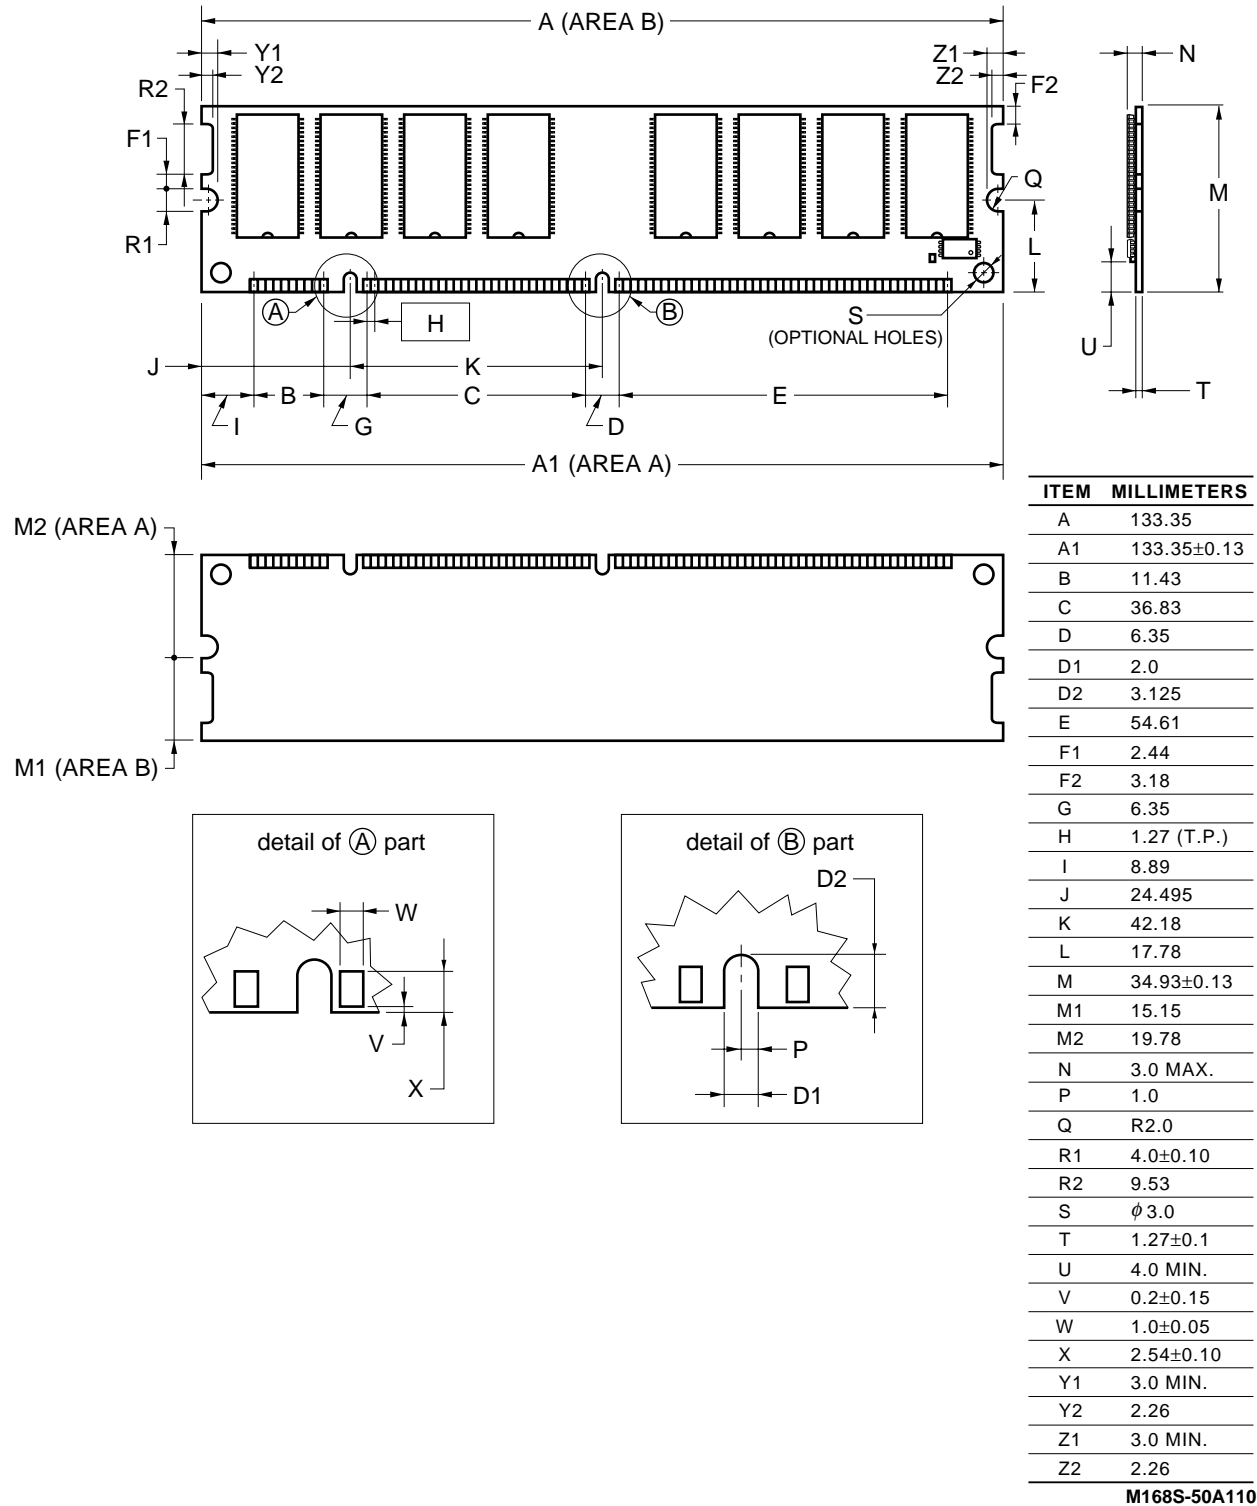 A (AREA B)
Y1
Z1
N
Y2
Z2
F2
R2
F1
Q
M
R1
L
A
H
B
S
(OPTIONAL HOLES)
U
J
K
B
C
E
T
I
G
D
A1 (AREA A)
M2 (AREA A)
M1 (AREA B)
detail of Ⓐ part
W
V
X
detail of Ⓑ part
D2
P
D1
ITEM MILLIMETERS
A 133.35
A1 133.35±0.13
B 11.43
C 36.83
D 6.35
D1 2.0
D2 3.125
E 54.61
F1 2.44
F2 3.18
G 6.35
H 1.27 (T.P.)
I 8.89
J 24.495
K 42.18
L 17.78
M 34.93±0.13
M1 15.15
M2 19.78
N 3.0 MAX.
P 1.0
Q R2.0
R1 4.0±0.10
R2 9.53
S ϕ 3.0
T 1.27±0.1
U 4.0 MIN.
V 0.2±0.15
W 1.0±0.05
X 2.54±0.10
Y1 3.0 MIN.
Y2 2.26
Z1 3.0 MIN.
Z2 2.26
M168S-50A110